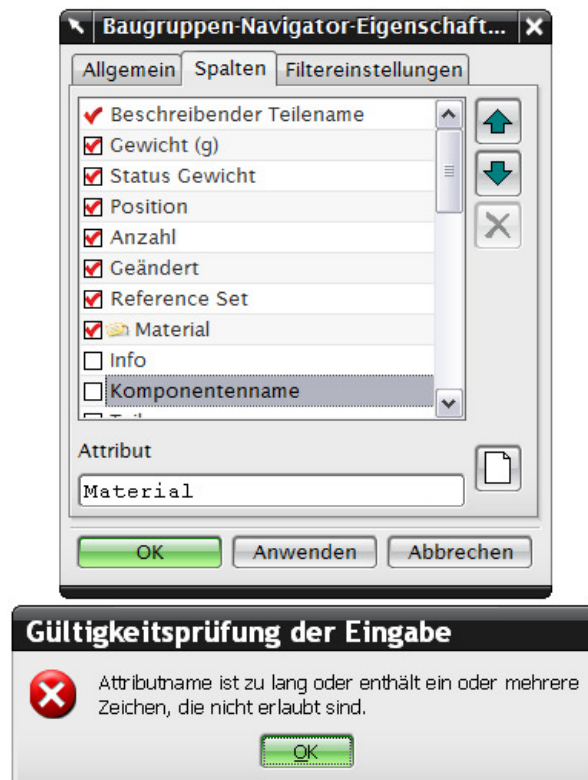 Baugruppen-Navigator-Eigenschaft...
Allgemein Spalten Filtereinstellungen
Beschreibender Teilename
Gewicht (g)
Status Gewicht
Position
Anzahl
Geändert
Reference Set
Material
Info
Komponentenname
Attribut
Material
OK Anwenden Abbrechen
Gültigkeitsprüfung der Eingabe
Attributname ist zu lang oder enthält ein oder mehrere
Zeichen, die nicht erlaubt sind.
OK